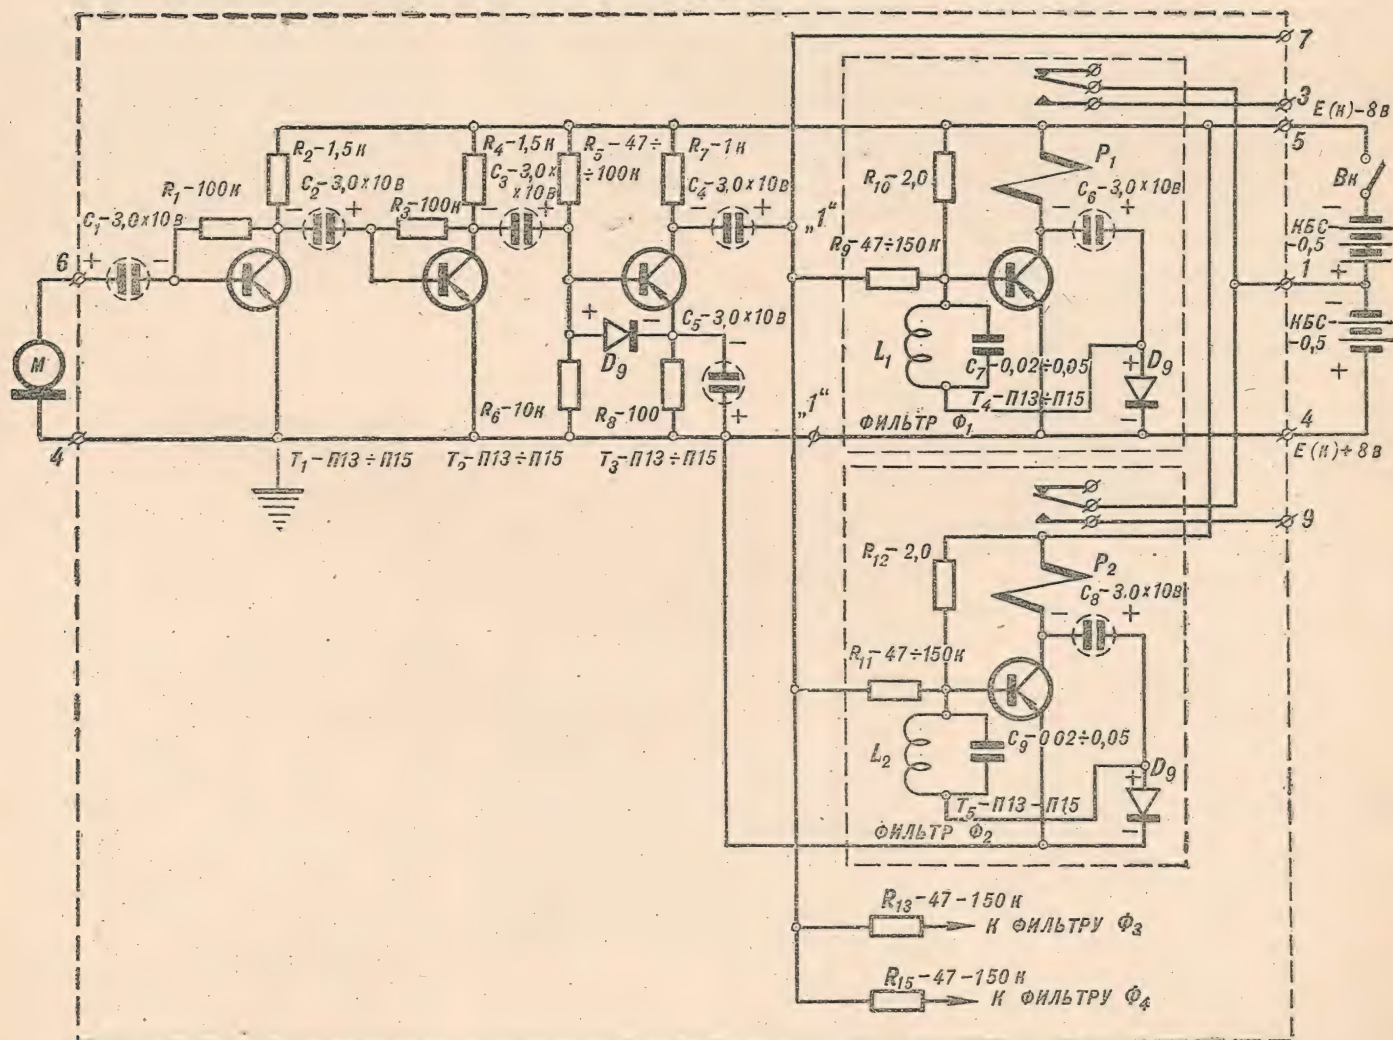 7
3
E(к)-8в
5
R₂-1,5к
R₄-1,5к
R₅-47÷
÷100к
R₇-1к
C₃-3,0×
×10в
R₁-100к
C₂-3,0×10в
R₃-100к
C₄-3,0×10в
C₁-3,0×10в
R₁₀-2,0
P₁
C₆-3,0×10в
Вк
КБС
-0,5
„1“
R₉-47÷150к
6
1
КБС
-0,5
М
D₉
C₅-3,0×10в
L₁
C₇-0,02÷0,05
D₉
R₆-10к
R₈-100
„1“
T₄-П13÷П15
ФИЛЬТР Ф₁
4
4
E(к)+8в
T₁-П13÷П15
T₂-П13÷П15
T₃-П13÷П15
9
R₁₂-2,0
P₂
C₈-3.0×10в
R₁₁-47÷150к
L₂
C₉-002÷0,05
D₉
T₅-П13-П15
ФИЛЬТР Ф₂
R₁₃-47-150к
К ФИЛЬТРУ Ф₃
R₁₅-47-150к
К ФИЛЬТРУ Ф₄